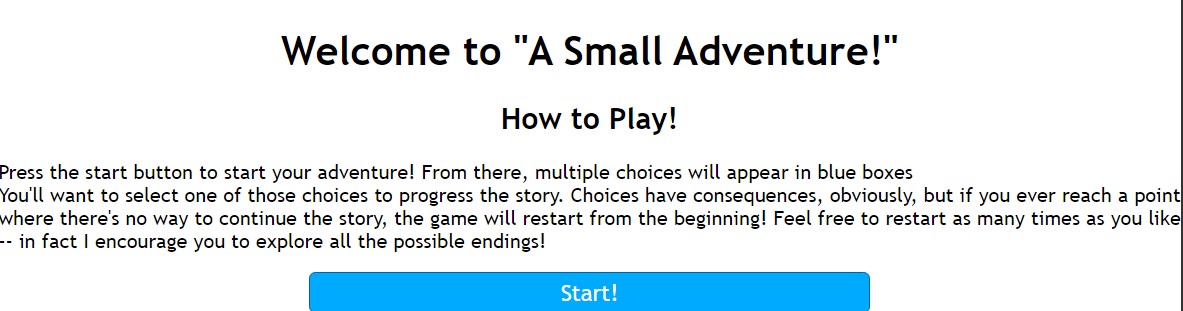 Welcome to "A Small Adventure!"
How to Play!
Press the start button to start your adventure! From there, multiple choices will appear in blue boxes
You'll want to select one of those choices to progress the story. Choices have consequences, obviously, but if you ever reach a point
where there's no way to continue the story, the game will restart from the beginning! Feel free to restart as many times as you like
-- in fact I encourage you to explore all the possible endings!
Start!